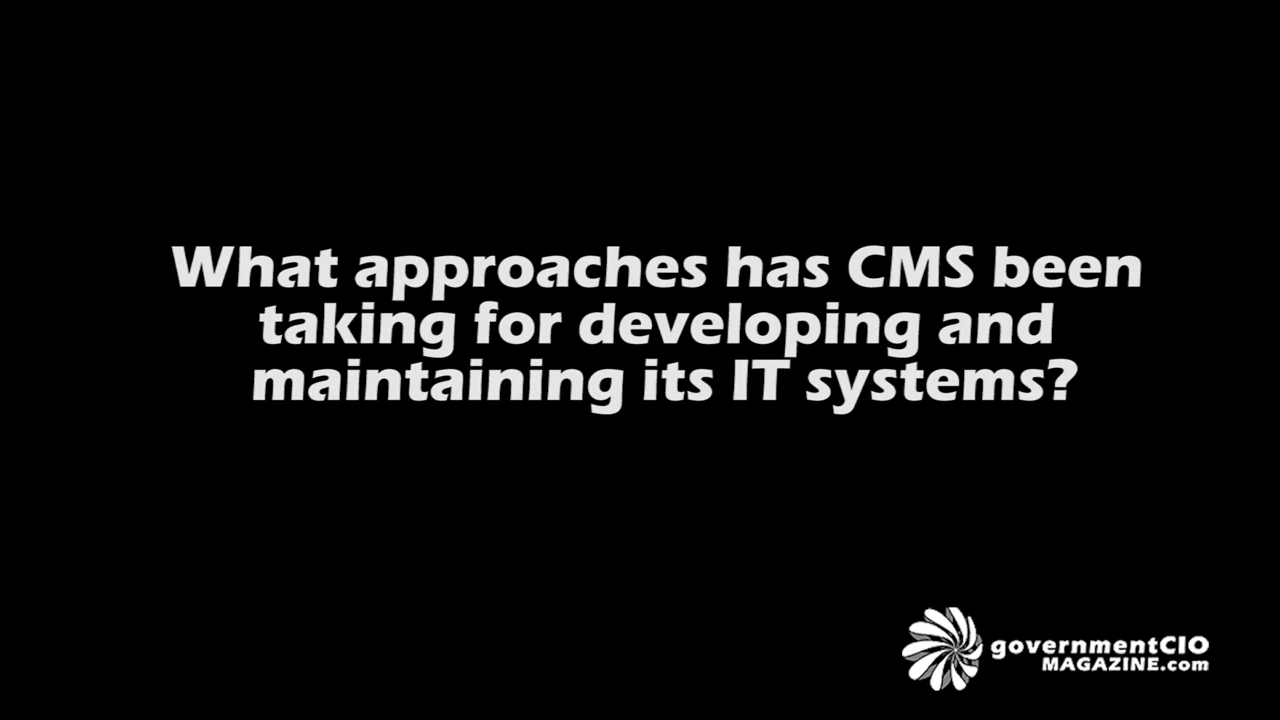 What approaches has CMS been
taking for developing and
maintaining its IT systems?
governmentCIO
MAGAZINE.com